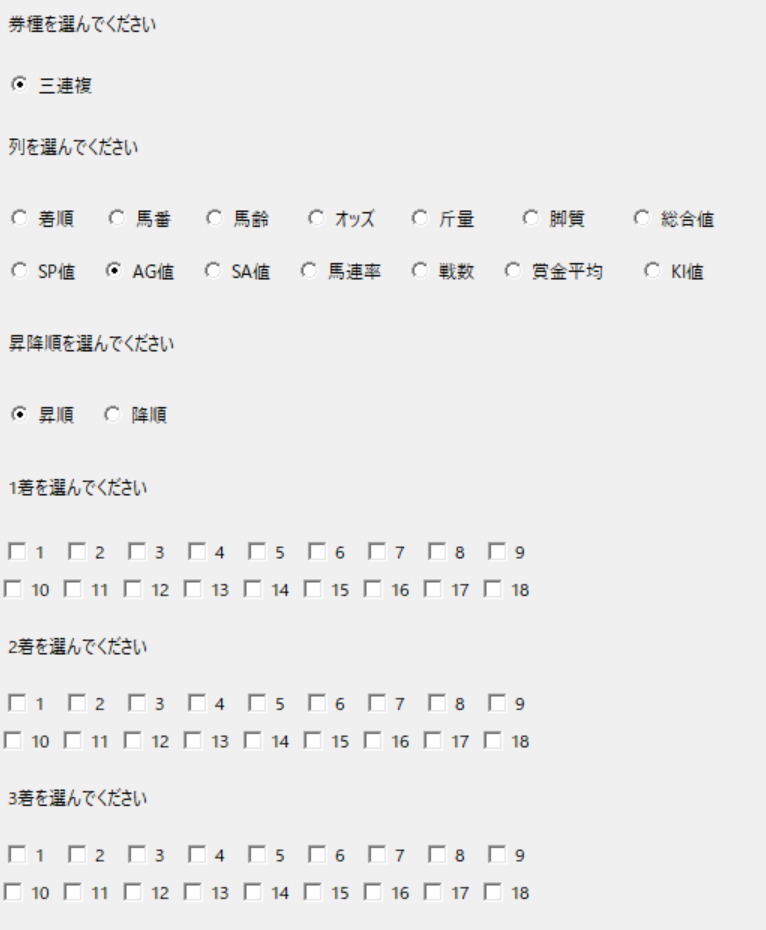 券種を選んでください
三連複
列を選んでください
着順 馬番 馬齢 オッズ 斤量 脚質 総合値
SP値 AG値 SA値 馬連率 戦数 賞金平均 KI値
昇降順を選んでください
昇順 降順
1着を選んでください
1 2 3 4 5 6 7 8 9
10 11 12 13 14 15 16 17 18
2着を選んでください
1 2 3 4 5 6 7 8 9
10 11 12 13 14 15 16 17 18
3着を選んでください
1 2 3 4 5 6 7 8 9
10 11 12 13 14 15 16 17 18